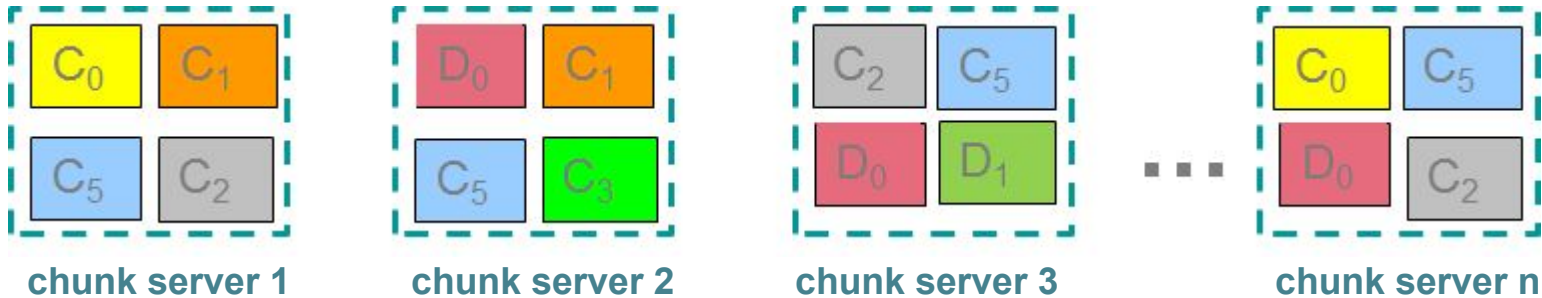 C₀ C₁ D₀ C₁ C₂ C₅ C₀ C₅
C₅ C₂ C₅ C₃ D₀ D₁ ... D₀ C₂
chunk server 1 chunk server 2 chunk server 3 chunk server n